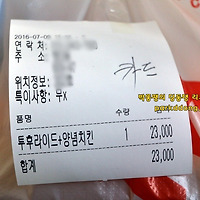 2016-07-0
연 락 처:
주 소 :
카드
위치정보:
특이사항: 무X
품명 수량
투후라이드+양념치킨 1 23,000
합계 23,000